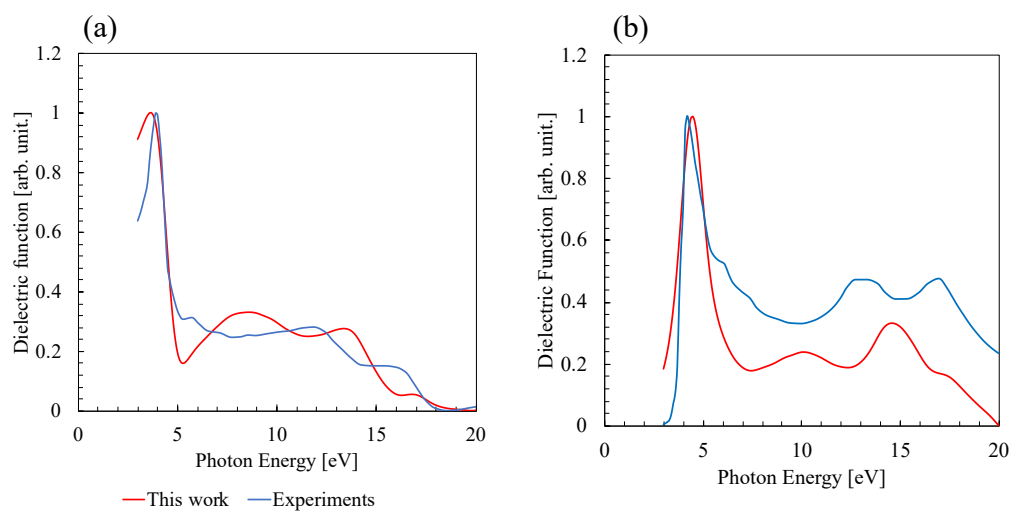 (a)
1.2
1
0.8
0.6
0.4
0.2
0
Dielectric function [arb. unit.]
0 5 10 15 20
Photon Energy [eV]
This work Experiments
(b)
1.2
1
0.8
0.6
0.4
0.2
0
Dielectric Function [arb. unit.]
0 5 10 15 20
Photon Energy [eV]